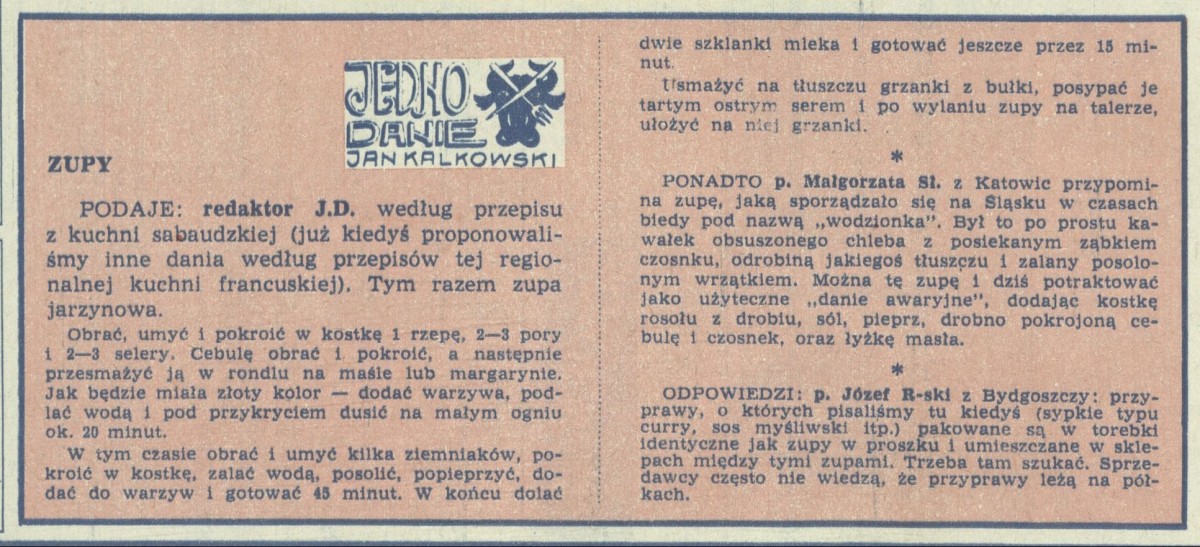 JEDNO
DANIE
JAN KALKOWSKI
ZUPY
PODAJE: redaktor J.D. według przepisu
z kuchni sabaudzkiej (już kiedyś proponowali-
śmy inne dania według przepisów tej regio-
nalnej kuchni francuskiej). Tym razem zupa
jarzynowa.
Obrać, umyć i pokroić w kostkę 1 rzepę, 2—3 pory
i 2—3 selery. Cebulę obrać i pokroić, a następnie
przesmażyć ją w rondlu na maśle lub margarynie.
Jak będzie miała złoty kolor — dodać warzywa, pod-
lać wodą i pod przykryciem dusić na małym ogniu
ok. 20 minut.
W tym czasie obrać i umyć kilka ziemniaków, po-
kroić w kostkę, zalać wodą, posolić, popieprzyć, do-
dać do warzyw i gotować 45 minut. W końcu dolać
dwie szklanki mleka i gotować jeszcze przez 15 mi-
nut.
Usmażyć na tłuszczu grzanki z bułki, posypać je
tartym ostrym serem i po wylaniu zupy na talerze,
ułożyć na niej grzanki.
*
PONADTO p. Małgorzata Sł. z Katowic przypomi-
na zupę, jaką sporządzało się na Śląsku w czasach
biedy pod nazwą „wodzionka”. Był to po prostu ka-
wałek obsuszonego chleba z posiekanym ząbkiem
czosnku, odrobiną jakiegoś tłuszczu i zalany posolo-
nym wrzątkiem. Można tę zupę i dziś potraktować
jako użyteczne „danie awaryjne”, dodając kostkę
rosołu z drobiu, sól, pieprz, drobno pokrojoną ce-
bulę i czosnek, oraz łyżkę masła.
*
ODPOWIEDZI: p. Józef R-ski z Bydgoszczy: przy-
prawy, o których pisaliśmy tu kiedyś (sypkie typu
curry, sos myśliwski itp.) pakowane są w torebki
identyczne jak zupy w proszku i umieszczane w skle-
pach między tymi zupami. Trzeba tam szukać. Sprze-
dawcy często nie wiedzą, że przyprawy leżą na pół-
kach.